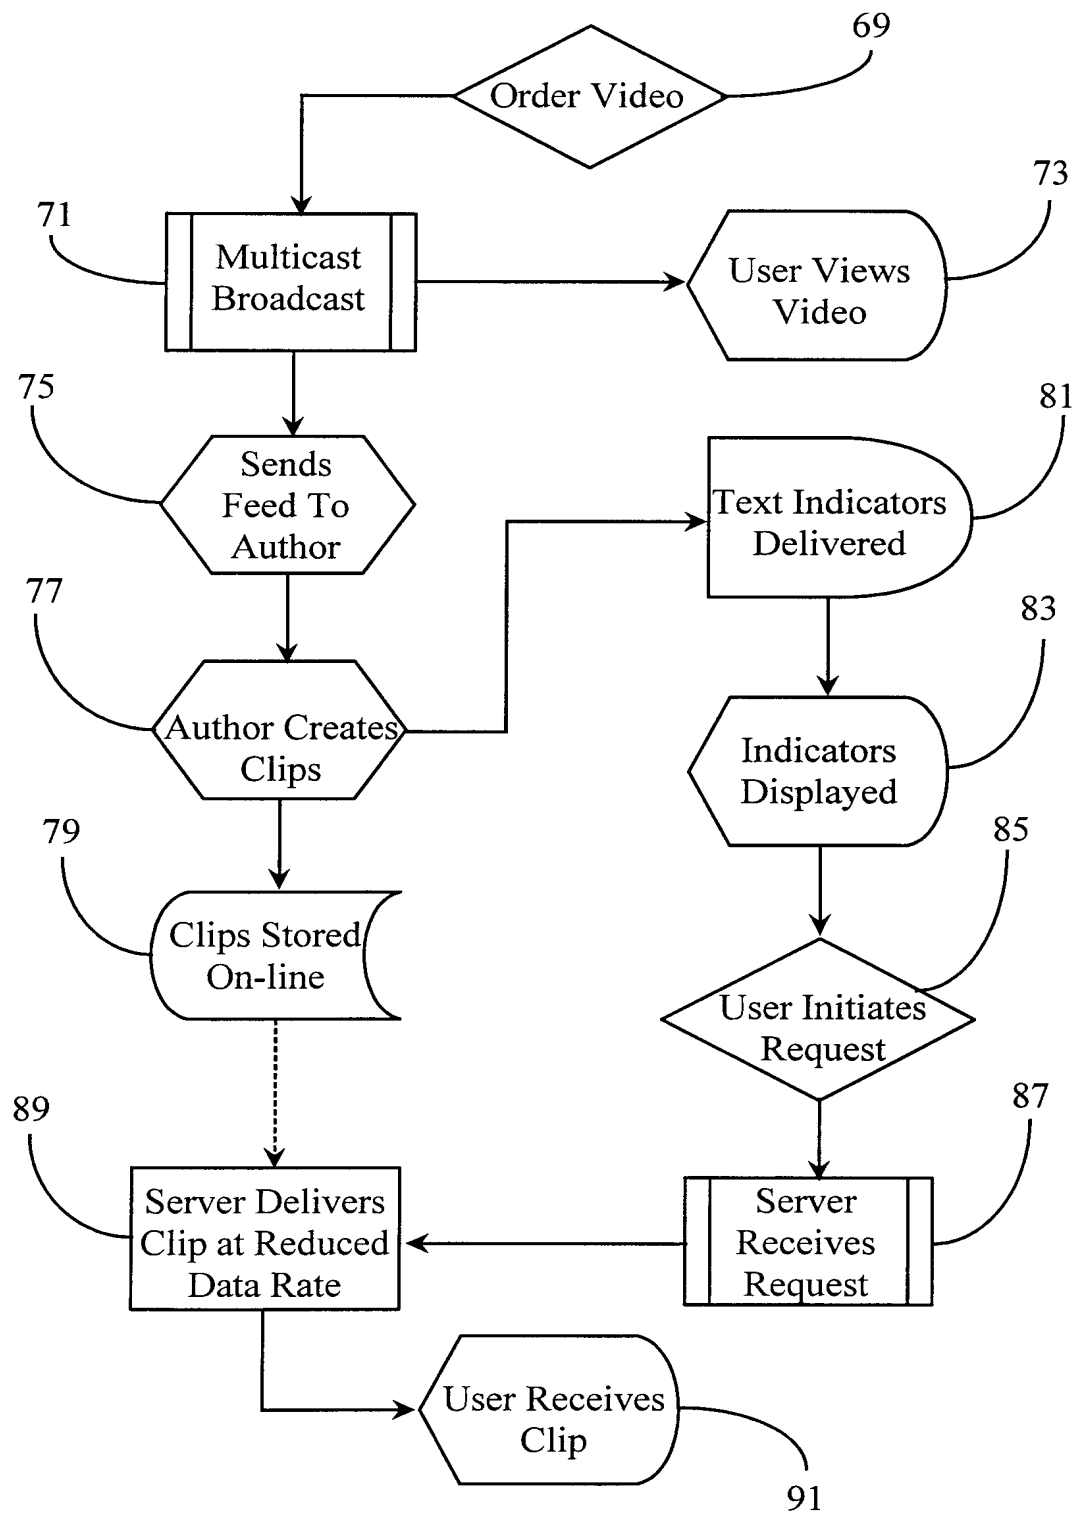 69
Order Video
73
71
Multicast
Broadcast
User Views
Video
75
81
Sends
Feed To
Author
Text Indicators
Delivered
77
83
Author Creates
Clips
Indicators
Displayed
79
85
Clips Stored
On-line
User Initiates
Request
89
87
Server Delivers
Clip at Reduced
Data Rate
Server
Receives
Request
User Receives
Clip
91